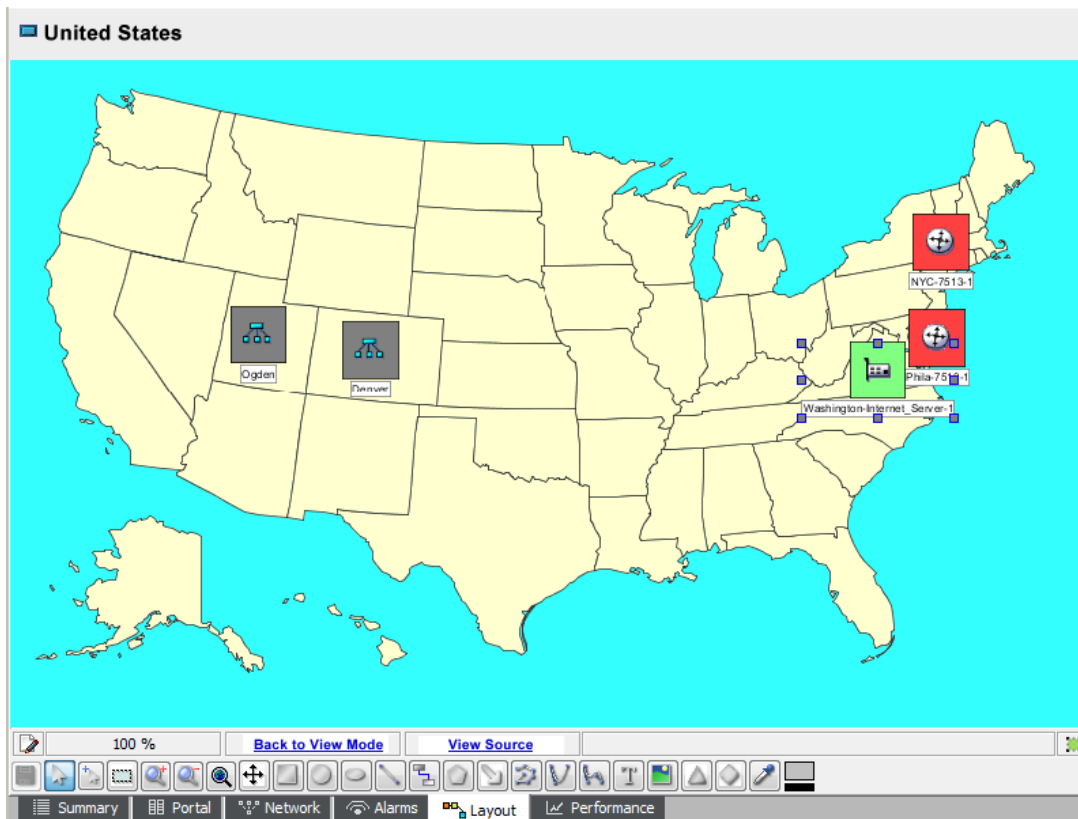 United States
NYC-7513-1
Ogden
Denver
Phila-7513-1
Washington-Internet_Server-1
100 %
Back to View Mode
View Source
T
Summary
Portal
Network
Alarms
Layout
Performance